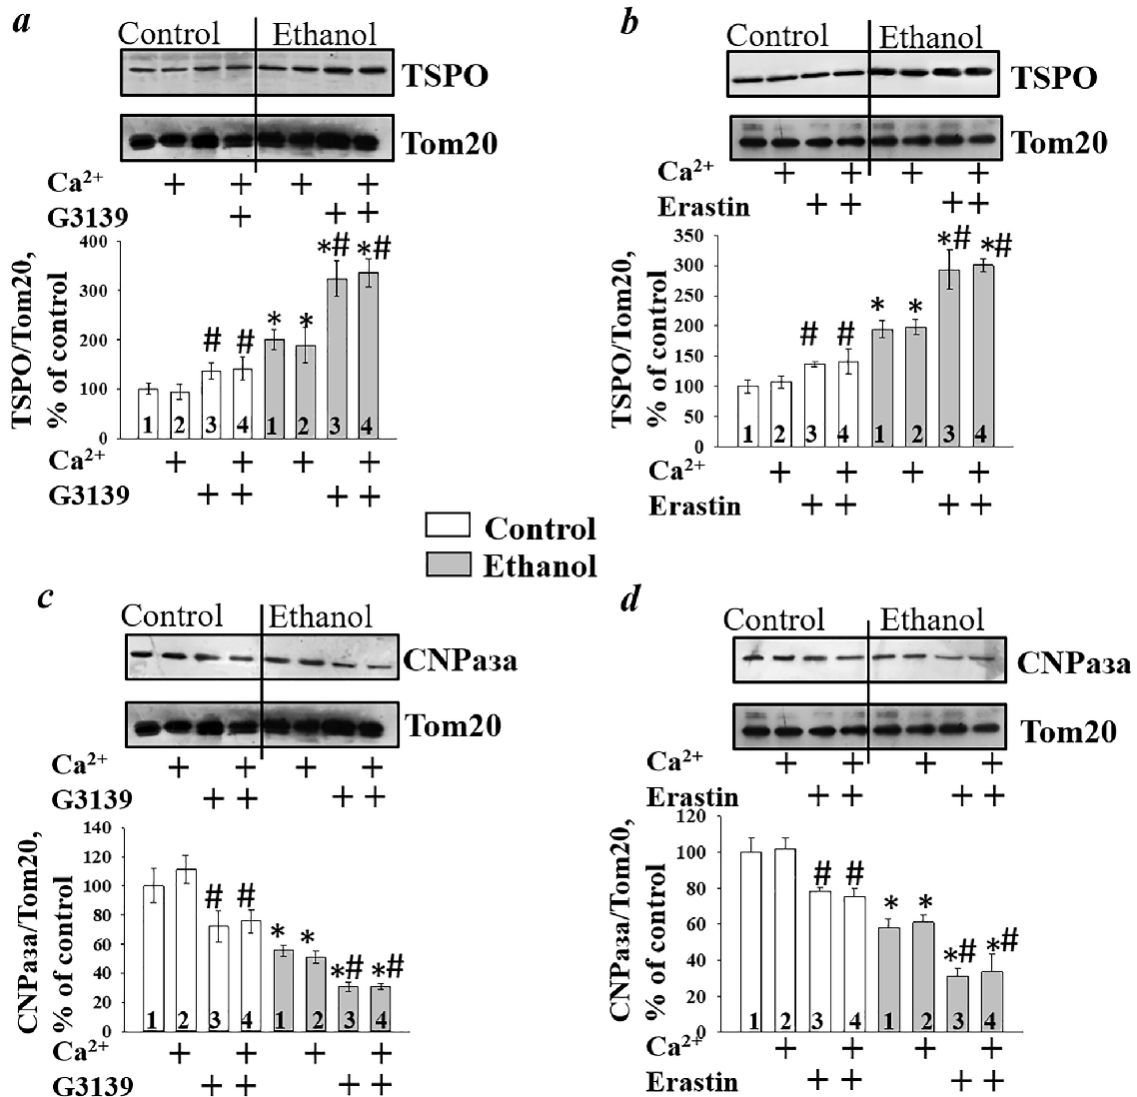 a
Control Ethanol
TSPO
Tom20
Ca2+ + + + +
G3139 + + +
TSPO/Tom20,
% of control
400
300
200
100
0
# # * * *# *#
1 2 3 4 1 2 3 4
Ca2+ + + + +
G3139 + + + +
b
Control Ethanol
TSPO
Tom20
Ca2+ + + + +
Erastin + + + +
TSPO/Tom20,
% of control
350
300
250
200
150
100
50
0
# # * * *# *#
1 2 3 4 1 2 3 4
Ca2+ + + + +
Erastin + + + +
Control
Ethanol
c
Control Ethanol
CNPаза
Tom20
Ca2+ + + + +
G3139 + + + +
CNPаза/Tom20,
% of control
140
120
100
80
60
40
20
0
# # * * *# *#
1 2 3 4 1 2 3 4
Ca2+ + + + +
G3139 + + + +
d
Control Ethanol
CNPаза
Tom20
Ca2+ + + + +
Erastin + + + +
CNPаза/Tom20,
% of control
120
100
80
60
40
20
0
# # * * *# *#
1 2 3 4 1 2 3 4
Ca2+ + + + +
Erastin + + + +